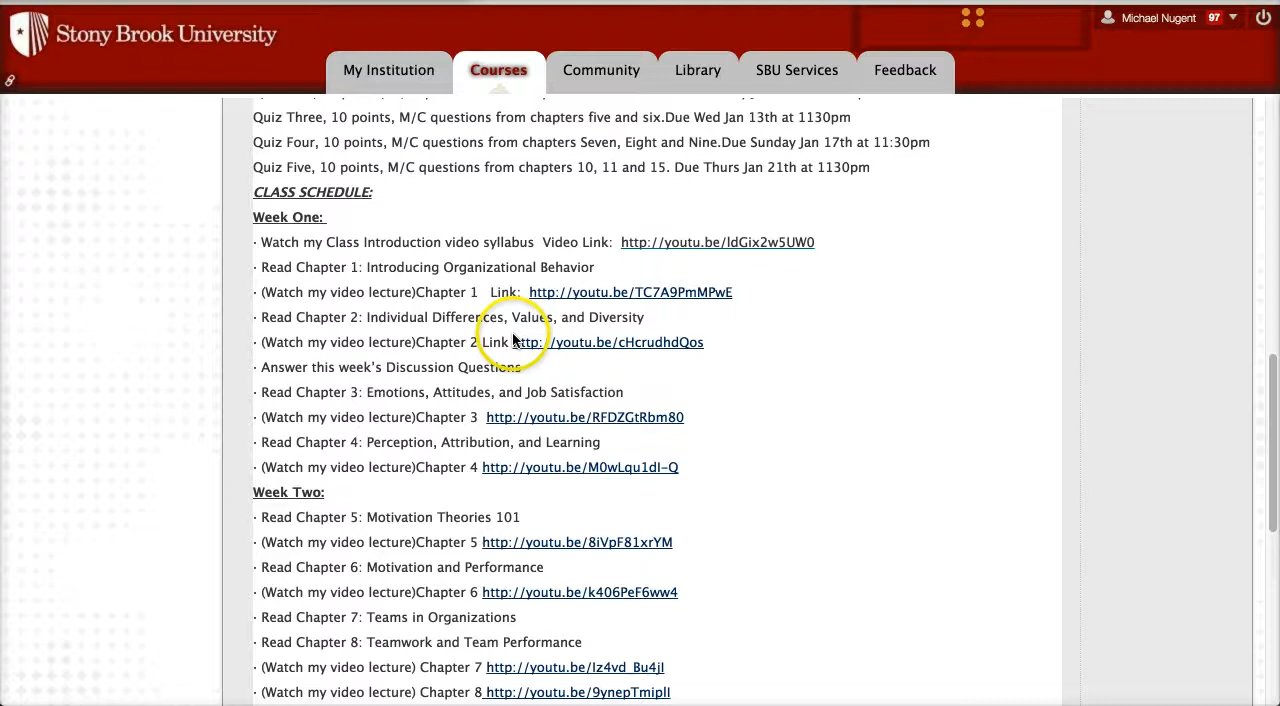 Stony Brook University
Michael Nugent 97
My Institution Courses Community Library SBU Services Feedback
Quiz Three, 10 points, M/C questions from chapters five and six.Due Wed Jan 13th at 1130pm
Quiz Four, 10 points, M/C questions from chapters Seven, Eight and Nine.Due Sunday Jan 17th at 11:30pm
Quiz Five, 10 points, M/C questions from chapters 10, 11 and 15. Due Thurs Jan 21th at 1130pm
CLASS SCHEDULE:
Week One:
· Watch my Class Introduction video syllabus  Video Link:  http://youtu.be/ldGix2w5UW0
· Read Chapter 1: Introducing Organizational Behavior
· (Watch my video lecture)Chapter 1   Link:  http://youtu.be/TC7A9PmMPwE
· Read Chapter 2: Individual Differences, Values, and Diversity
· (Watch my video lecture)Chapter 2 Link http://youtu.be/cHcrudhdQos
· Answer this week's Discussion Questions
· Read Chapter 3: Emotions, Attitudes, and Job Satisfaction
· (Watch my video lecture)Chapter 3  http://youtu.be/RFDZGtRbm80
· Read Chapter 4: Perception, Attribution, and Learning
· (Watch my video lecture)Chapter 4 http://youtu.be/M0wLqu1dI-Q
Week Two:
· Read Chapter 5: Motivation Theories 101
· (Watch my video lecture)Chapter 5 http://youtu.be/8iVpF81xrYM
· Read Chapter 6: Motivation and Performance
· (Watch my video lecture)Chapter 6 http://youtu.be/k406PeF6ww4
· Read Chapter 7: Teams in Organizations
· Read Chapter 8: Teamwork and Team Performance
· (Watch my video lecture) Chapter 7 http://youtu.be/Iz4vd_Bu4jI
· (Watch my video lecture) Chapter 8 http://youtu.be/9ynepTmiplI